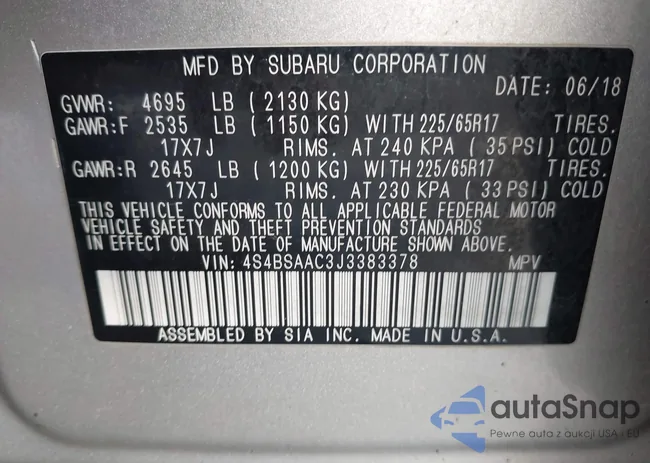 MFD BY SUBARU CORPORATION
DATE: 06/18
GVWR: 4695 LB (2130 KG)
GAWR:F 2535 LB (1150 KG) WITH 225/65R17 TIRES.
17X7J RIMS. AT 240 KPA (35 PSI) COLD
GAWR:R 2645 LB (1200 KG) WITH 225/65R17 TIRES.
17X7J RIMS. AT 230 KPA (33 PSI) COLD
THIS VEHICLE CONFORMS TO ALL APPLICABLE FEDERAL MOTOR
VEHICLE SAFETY AND THEFT PREVENTION STANDARDS IN
EFFECT ON THE DATE OF MANUFACTURE SHOWN ABOVE.
VIN: 4S4BSAAC3J3383378 MPV
ASSEMBLED BY SIA INC. MADE IN U.S.A.
autaSnap
Pewne auta z aukcji USA - EU